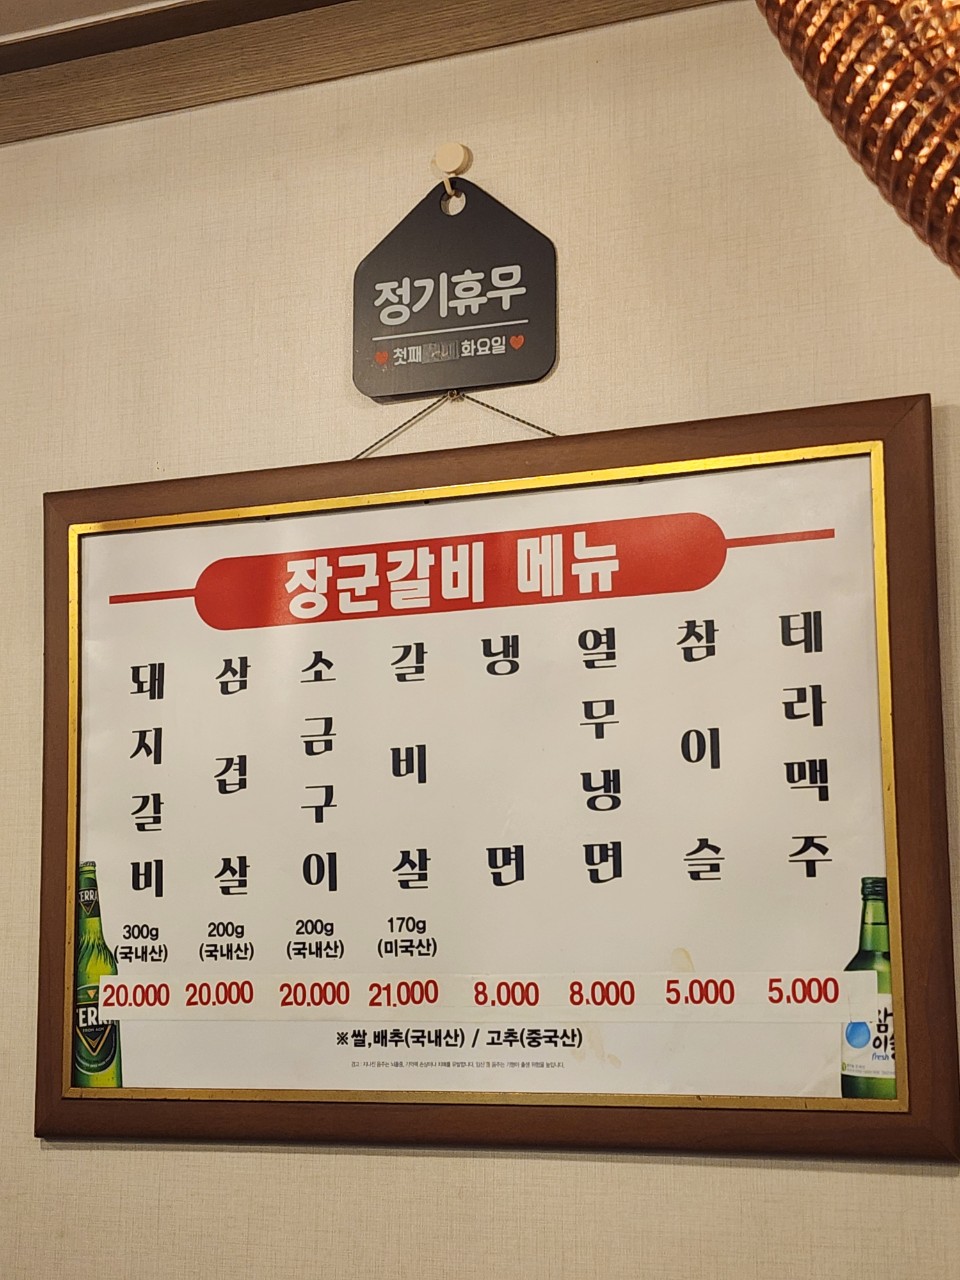 정기휴무
첫째 화요일
장군갈비 메뉴
돼지갈비
300g
(국내산)
20.000
삼겹살
200g
(국내산)
20.000
소금구이
200g
(국내산)
20.000
갈비살
170g
(미국산)
21.000
냉면
8.000
열무냉면
8.000
참이슬
5.000
테라맥주
5.000
※쌀,배추(국내산) / 고추(중국산)
TERRA
fresh